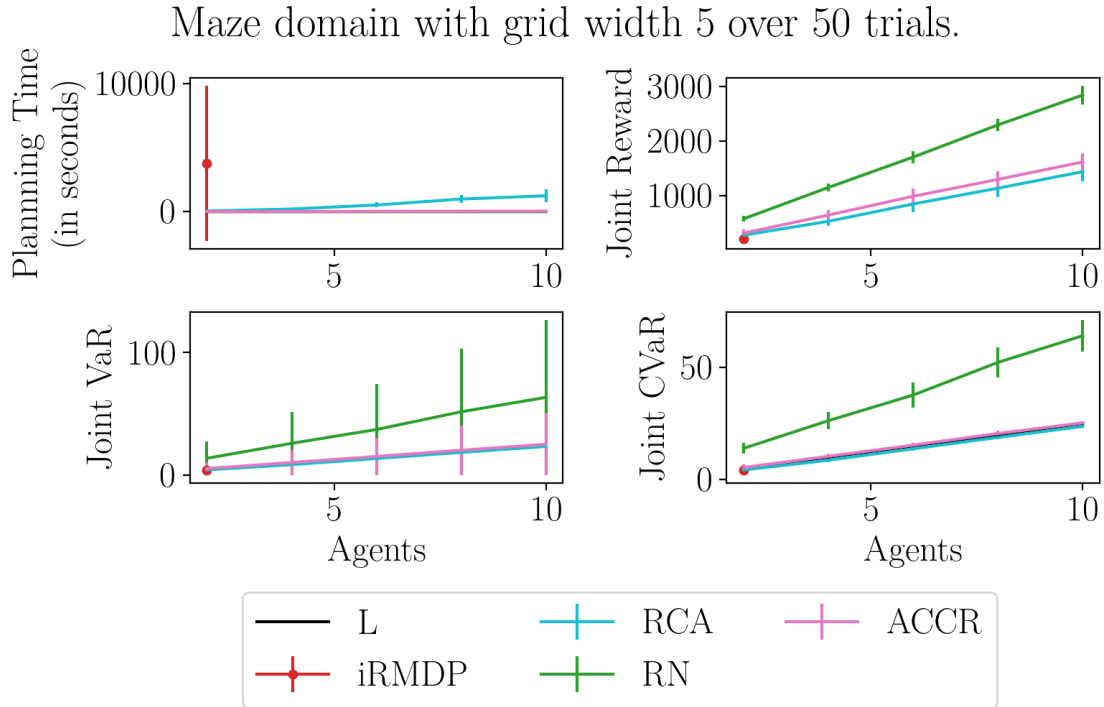 Maze domain with grid width 5 over 50 trials.
Planning Time
(in seconds)
10000
0
5
10
Joint Reward
3000
1000
5
10
Joint VaR
100
0
5
10
Agents
Joint CVaR
50
0
5
10
Agents
L
RCA
ACCR
iRMDP
RN